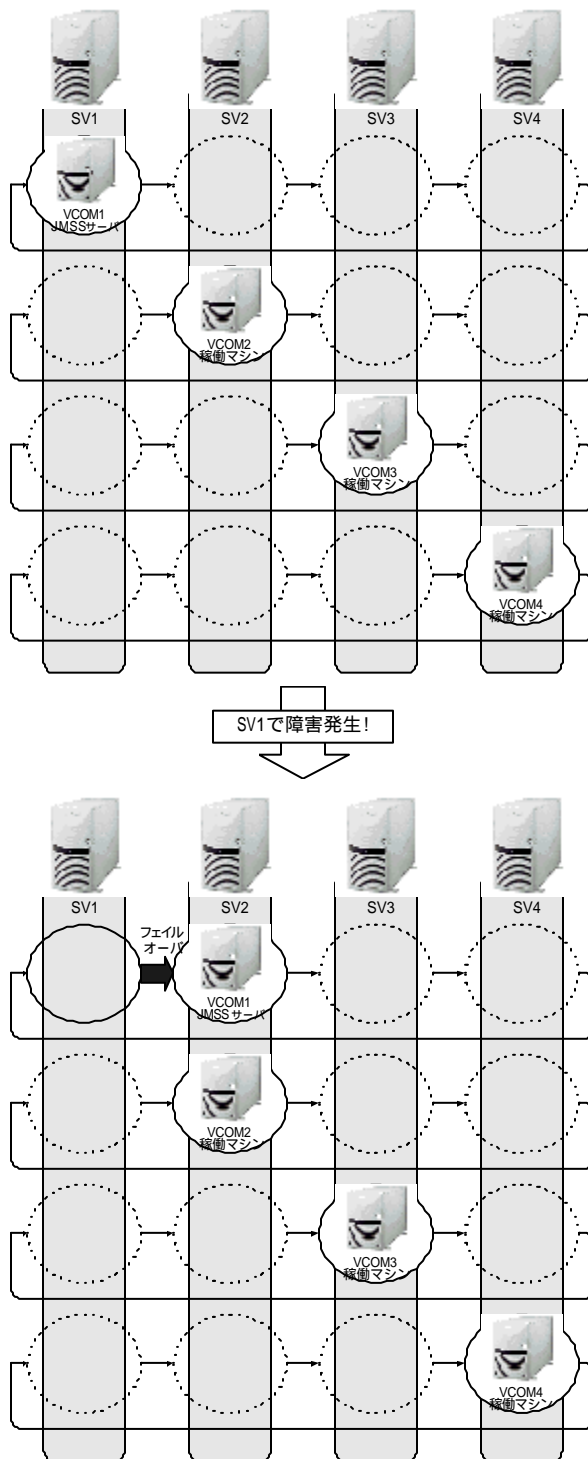 SV1
SV2
SV3
SV4
VCOM1
JMSSサーバ
VCOM2
稼働マシン
VCOM3
稼働マシン
VCOM4
稼働マシン
SV1で障害発生！
SV1
SV2
SV3
SV4
フェイル
オーバ
VCOM1
JMSSサーバ
VCOM2
稼働マシン
VCOM3
稼働マシン
VCOM4
稼働マシン